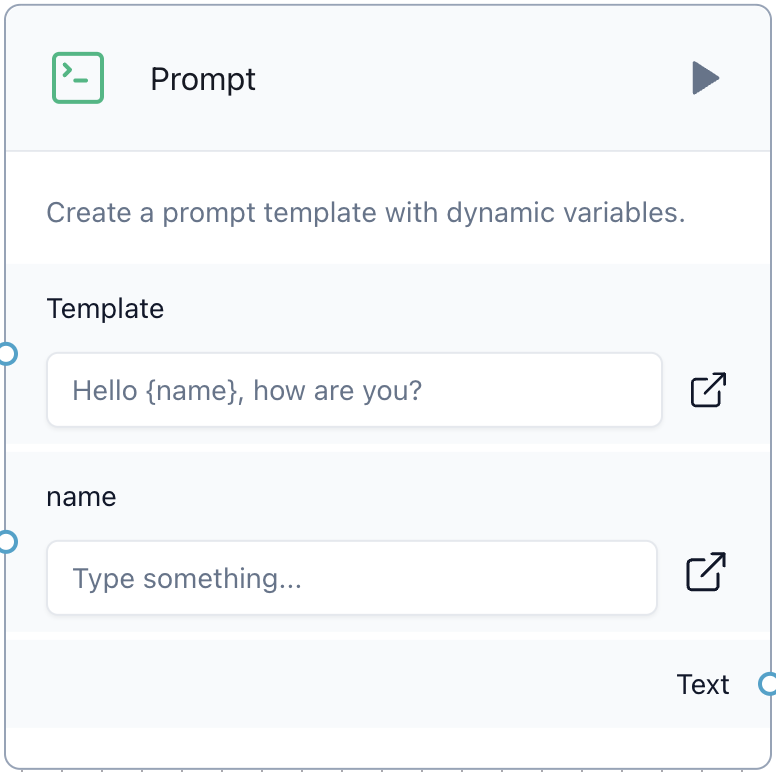 Prompt
Create a prompt template with dynamic variables.
Template
Hello {name}, how are you?
name
Type something...
Text